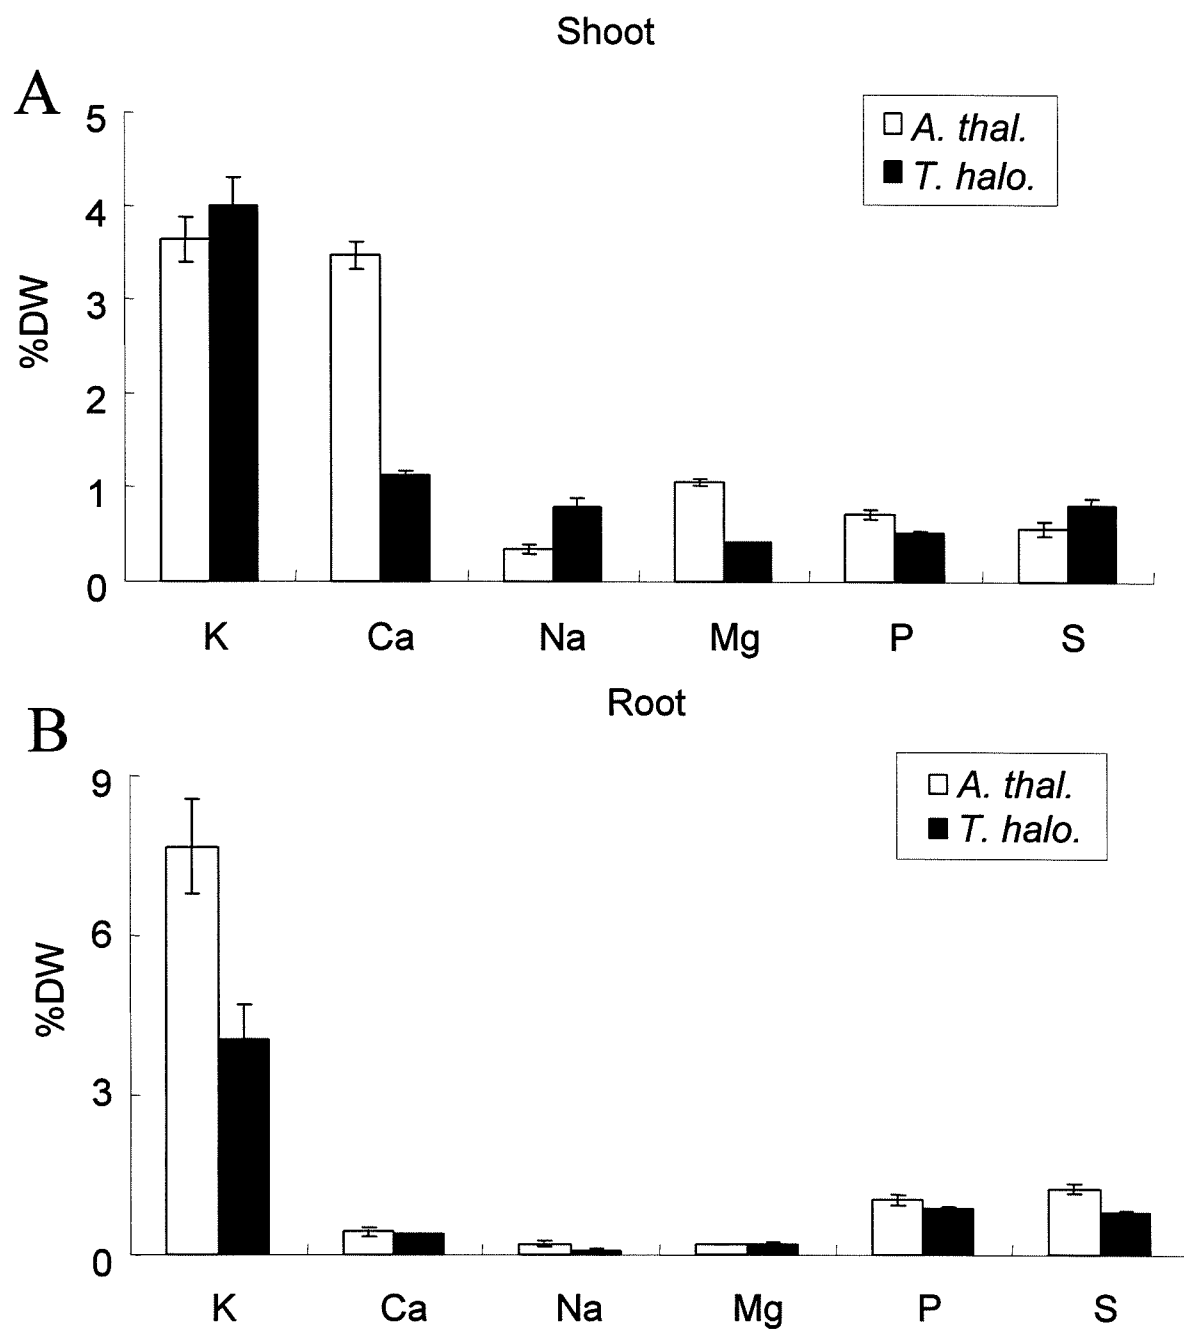 Shoot
A
5
4
3
2
1
0
%DW
A. thal.
T. halo.
K Ca Na Mg P S
Root
B
9
6
3
0
%DW
A. thal.
T. halo.
K Ca Na Mg P S